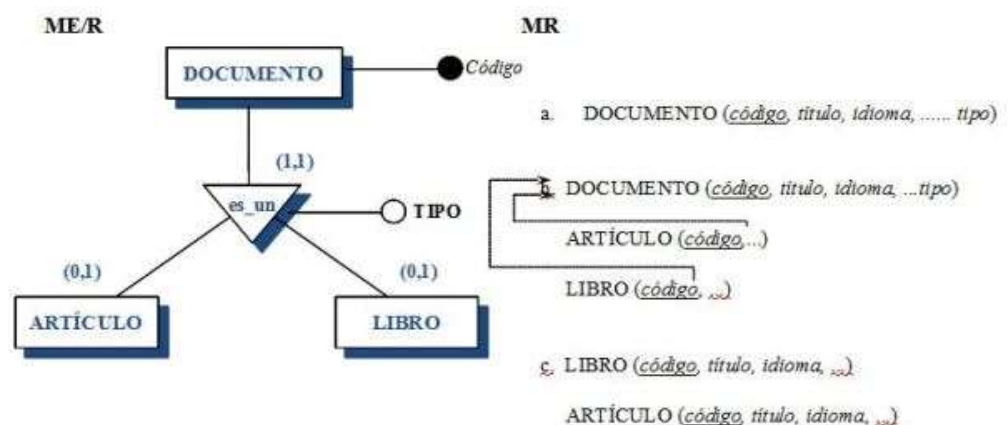 ME/R
DOCUMENTO
Código
(1,1)
es_un
TIPO
(0,1)
(0,1)
ARTÍCULO
LIBRO
MR
a. DOCUMENTO (código, título, idioma, ...... tipo)
b. DOCUMENTO (código, título, idioma, ...tipo)
ARTÍCULO (código,...)
LIBRO (código, ...)
c. LIBRO (código, título, idioma, ...)
ARTÍCULO (código, título, idioma, ...)